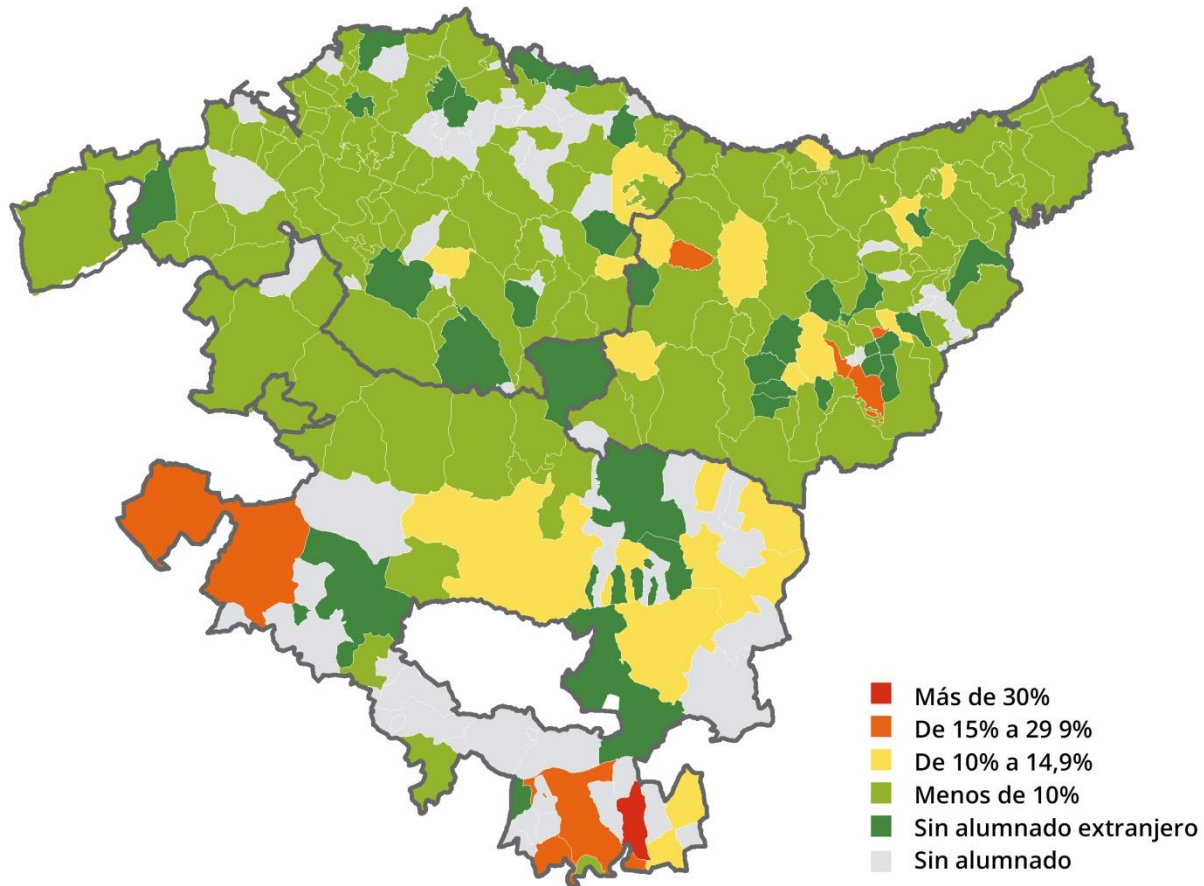 Más de 30%
De 15% a 29 9%
De 10% a 14,9%
Menos de 10%
Sin alumnado extranjero
Sin alumnado